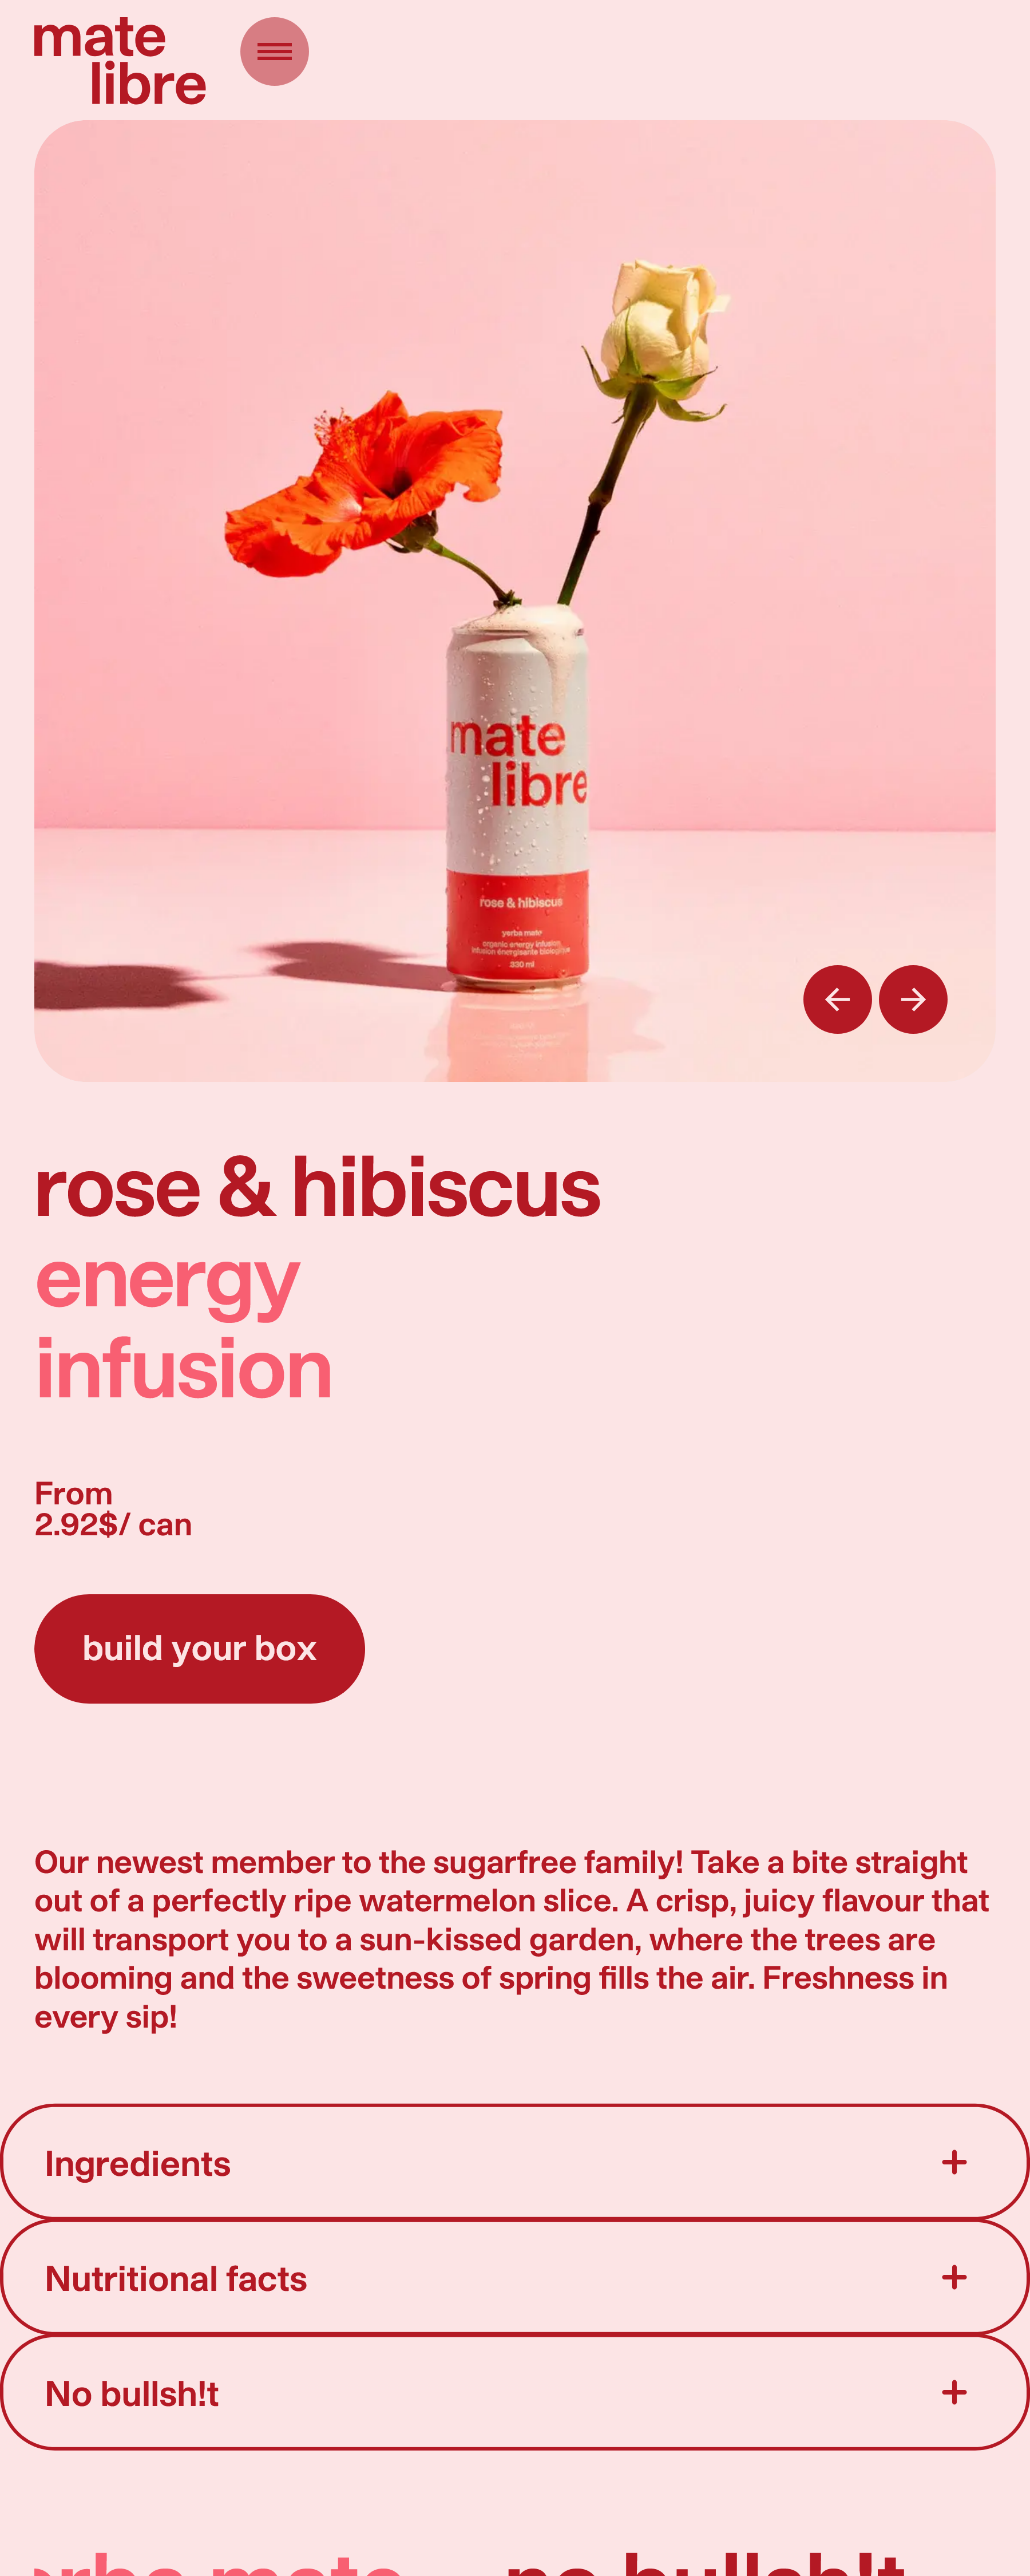 mate
libre
mate
libre
rose & hibiscus
yerba mate
organic energy infusion
infusion énergisante biologique
330 ml
rose & hibiscus
energy
infusion
From
2.92$/ can
build your box
Our newest member to the sugarfree family! Take a bite straight
out of a perfectly ripe watermelon slice. A crisp, juicy flavour that
will transport you to a sun-kissed garden, where the trees are
blooming and the sweetness of spring fills the air. Freshness in
every sip!
Ingredients
Nutritional facts
No bullsh!t
mate no bullsh!t